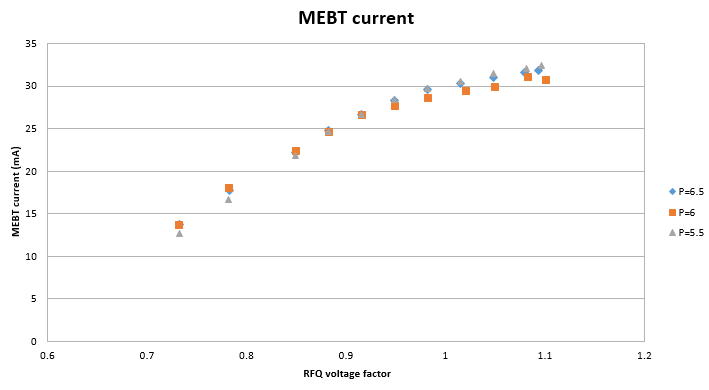 MEBT current
35
30
25
20
15
10
5
0
MEBT current (mA)
0.6 0.7 0.8 0.9 1 1.1 1.2
RFQ voltage factor
P=6.5
P=6
P=5.5